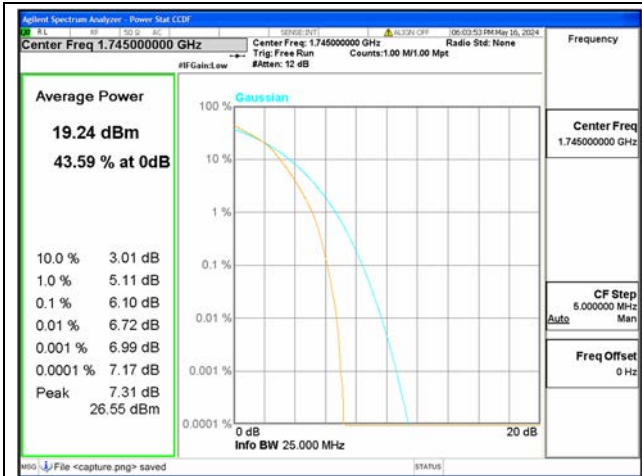 Agilent Spectrum Analyzer - Power Stat CCDF
RL RF 50 Ω AC SENSE:INT ALIGN OFF 06:03:53 PM May 16, 2024
Center Freq 1.745000000 GHz
Center Freq: 1.745000000 GHz Radio Std: None
Trig: Free Run Counts:1.00 M/1.00 Mpt
#IFGain:Low #Atten: 12 dB
Frequency
Average Power
19.24 dBm
43.59 % at 0dB
10.0 % 3.01 dB
1.0 % 5.11 dB
0.1 % 6.10 dB
0.01 % 6.72 dB
0.001 % 6.99 dB
0.0001 % 7.17 dB
Peak 7.31 dB
26.55 dBm
Gaussian
100 %
10 %
1 %
0.1 %
0.01 %
0.001 %
0.0001 %
0 dB 20 dB
Info BW 25.000 MHz
Center Freq
1.745000000 GHz
CF Step
5.000000 MHz
Auto Man
Freq Offset
0 Hz
MSG File <capture.png> saved STATUS